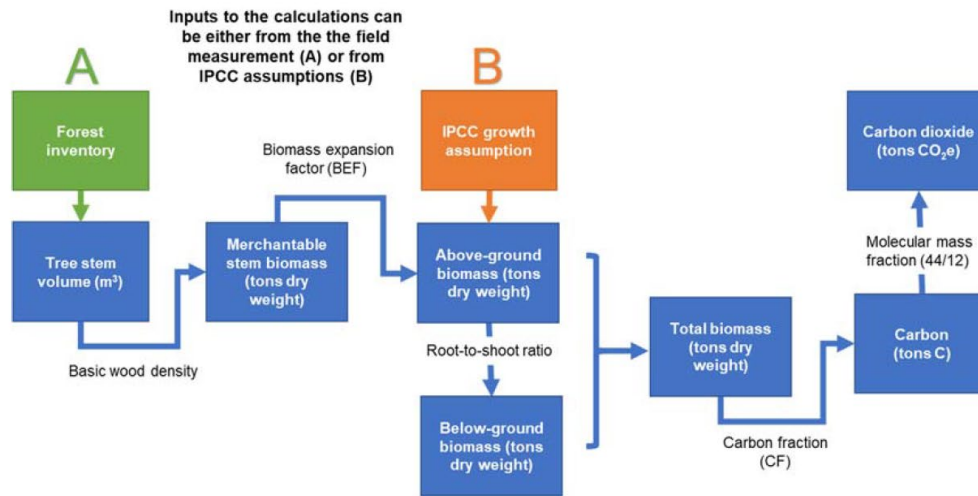 Inputs to the calculations can
be either from the the field
measurement (A) or from
IPCC assumptions (B)
A
B
Forest
inventory
IPCC growth
assumption
Carbon dioxide
(tons CO₂e)
Biomass expansion
factor (BEF)
Tree stem
volume (m³)
Merchantable
stem biomass
(tons dry
weight)
Above-ground
biomass (tons
dry weight)
Molecular mass
fraction (44/12)
Basic wood density
Root-to-shoot ratio
Total biomass
(tons dry
weight)
Carbon
(tons C)
Below-ground
biomass (tons
dry weight)
Carbon fraction
(CF)